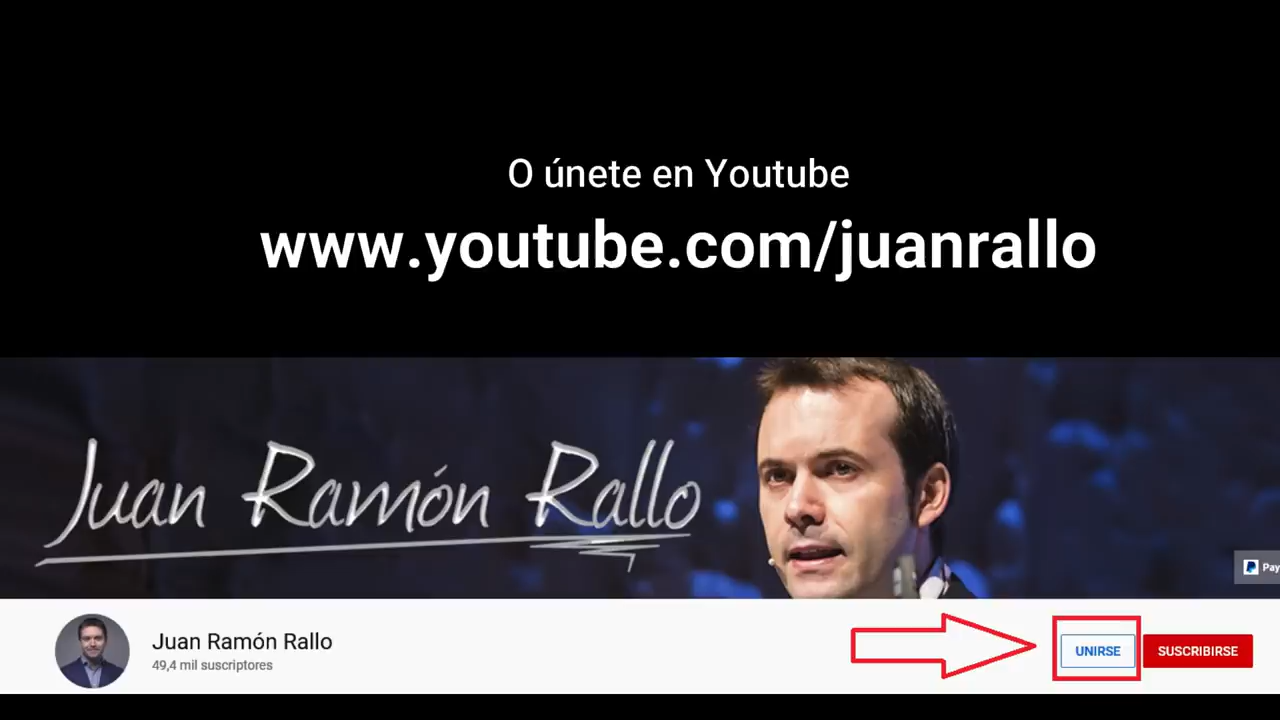 O únete en Youtube
www.youtube.com/juanrallo
Juan Ramón Rallo
Pay
Juan Ramón Rallo
49,4 mil suscriptores
UNIRSE
SUSCRIBIRSE